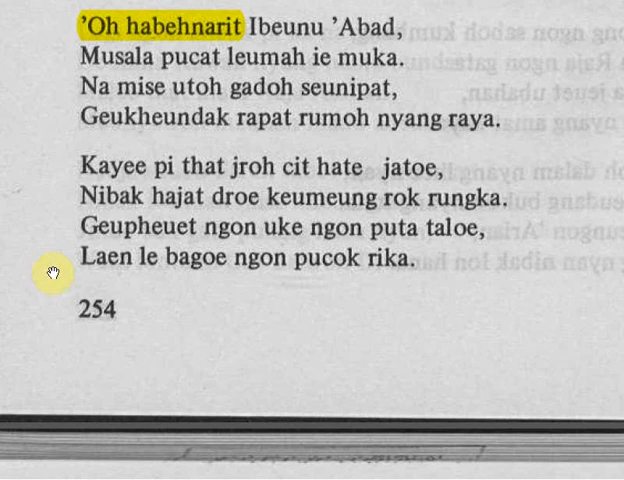 ’Oh habehnarit Ibeunu ’Abad,
Musala pucat leumah ie muka.
Na mise utoh gadoh seunipat,
Geukheundak rapat rumoh nyang raya.
Kayee pi that jroh cit hate jatoe,
Nibak hajat droe keumeung rok rungka.
Geupheuet ngon uke ngon puta taloe,
Laen le bagoe ngon pucok rika.
254